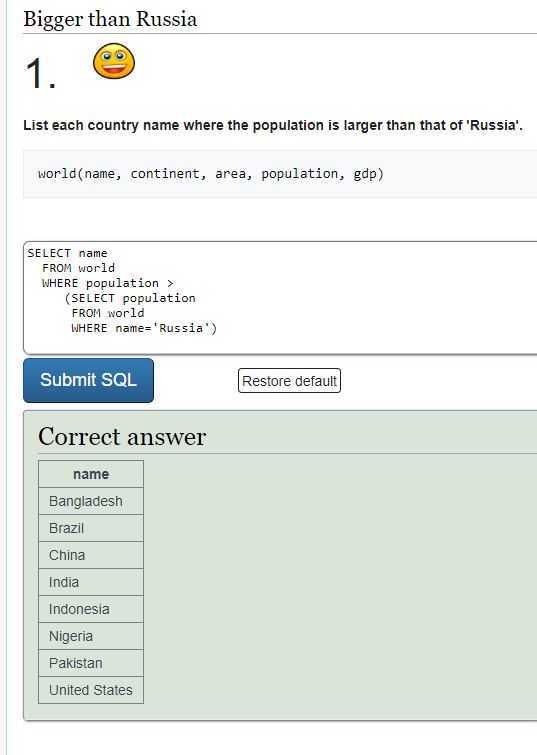 Bigger than Russia
1.
List each country name where the population is larger than that of 'Russia'.
world(name, continent, area, population, gdp)
SELECT name
FROM world
WHERE population >
(SELECT population
FROM world
WHERE name='Russia')
Submit SQL
Restore default
Correct answer
name
Bangladesh
Brazil
China
India
Indonesia
Nigeria
Pakistan
United States